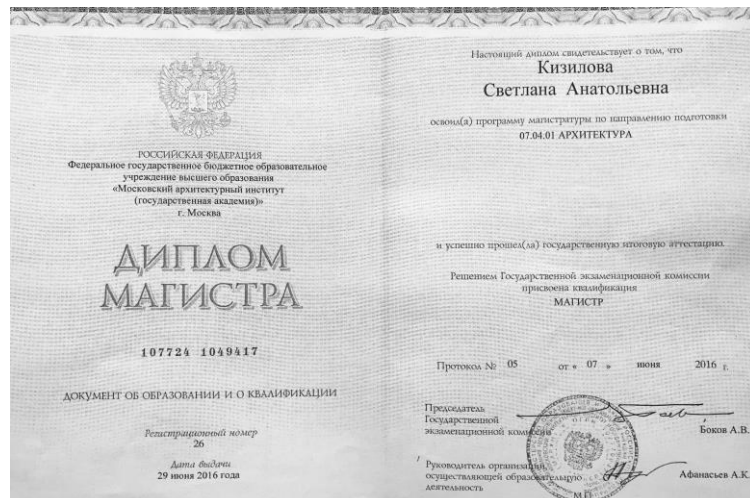 РОССИЙСКАЯ ФЕДЕРАЦИЯ
Федеральное государственное бюджетное образовательное
учреждение высшего образования
«Московский архитектурный институт
(государственная академия)»
г. Москва
ДИПЛОМ
МАГИСТРА
107724 1049417
ДОКУМЕНТ ОБ ОБРАЗОВАНИИ И О КВАЛИФИКАЦИИ
Регистрационный номер
26
Дата выдачи
29 июня 2016 года
Настоящий диплом свидетельствует о том, что
Кизилова
Светлана Анатольевна
освоил(а) программу магистратуры по направлению подготовки
07.04.01 АРХИТЕКТУРА
и успешно прошел(ла) государственную итоговую аттестацию.
Решением Государственной экзаменационной комиссии
присвоена квалификация
МАГИСТР
Протокол № 05 от « 07 » июня 2016 г.
Председатель
Государственной
экзаменационной комиссии Боков А.В.
Руководитель организации,
осуществляющей образовательную Афанасьев А.К.
деятельность М.П.